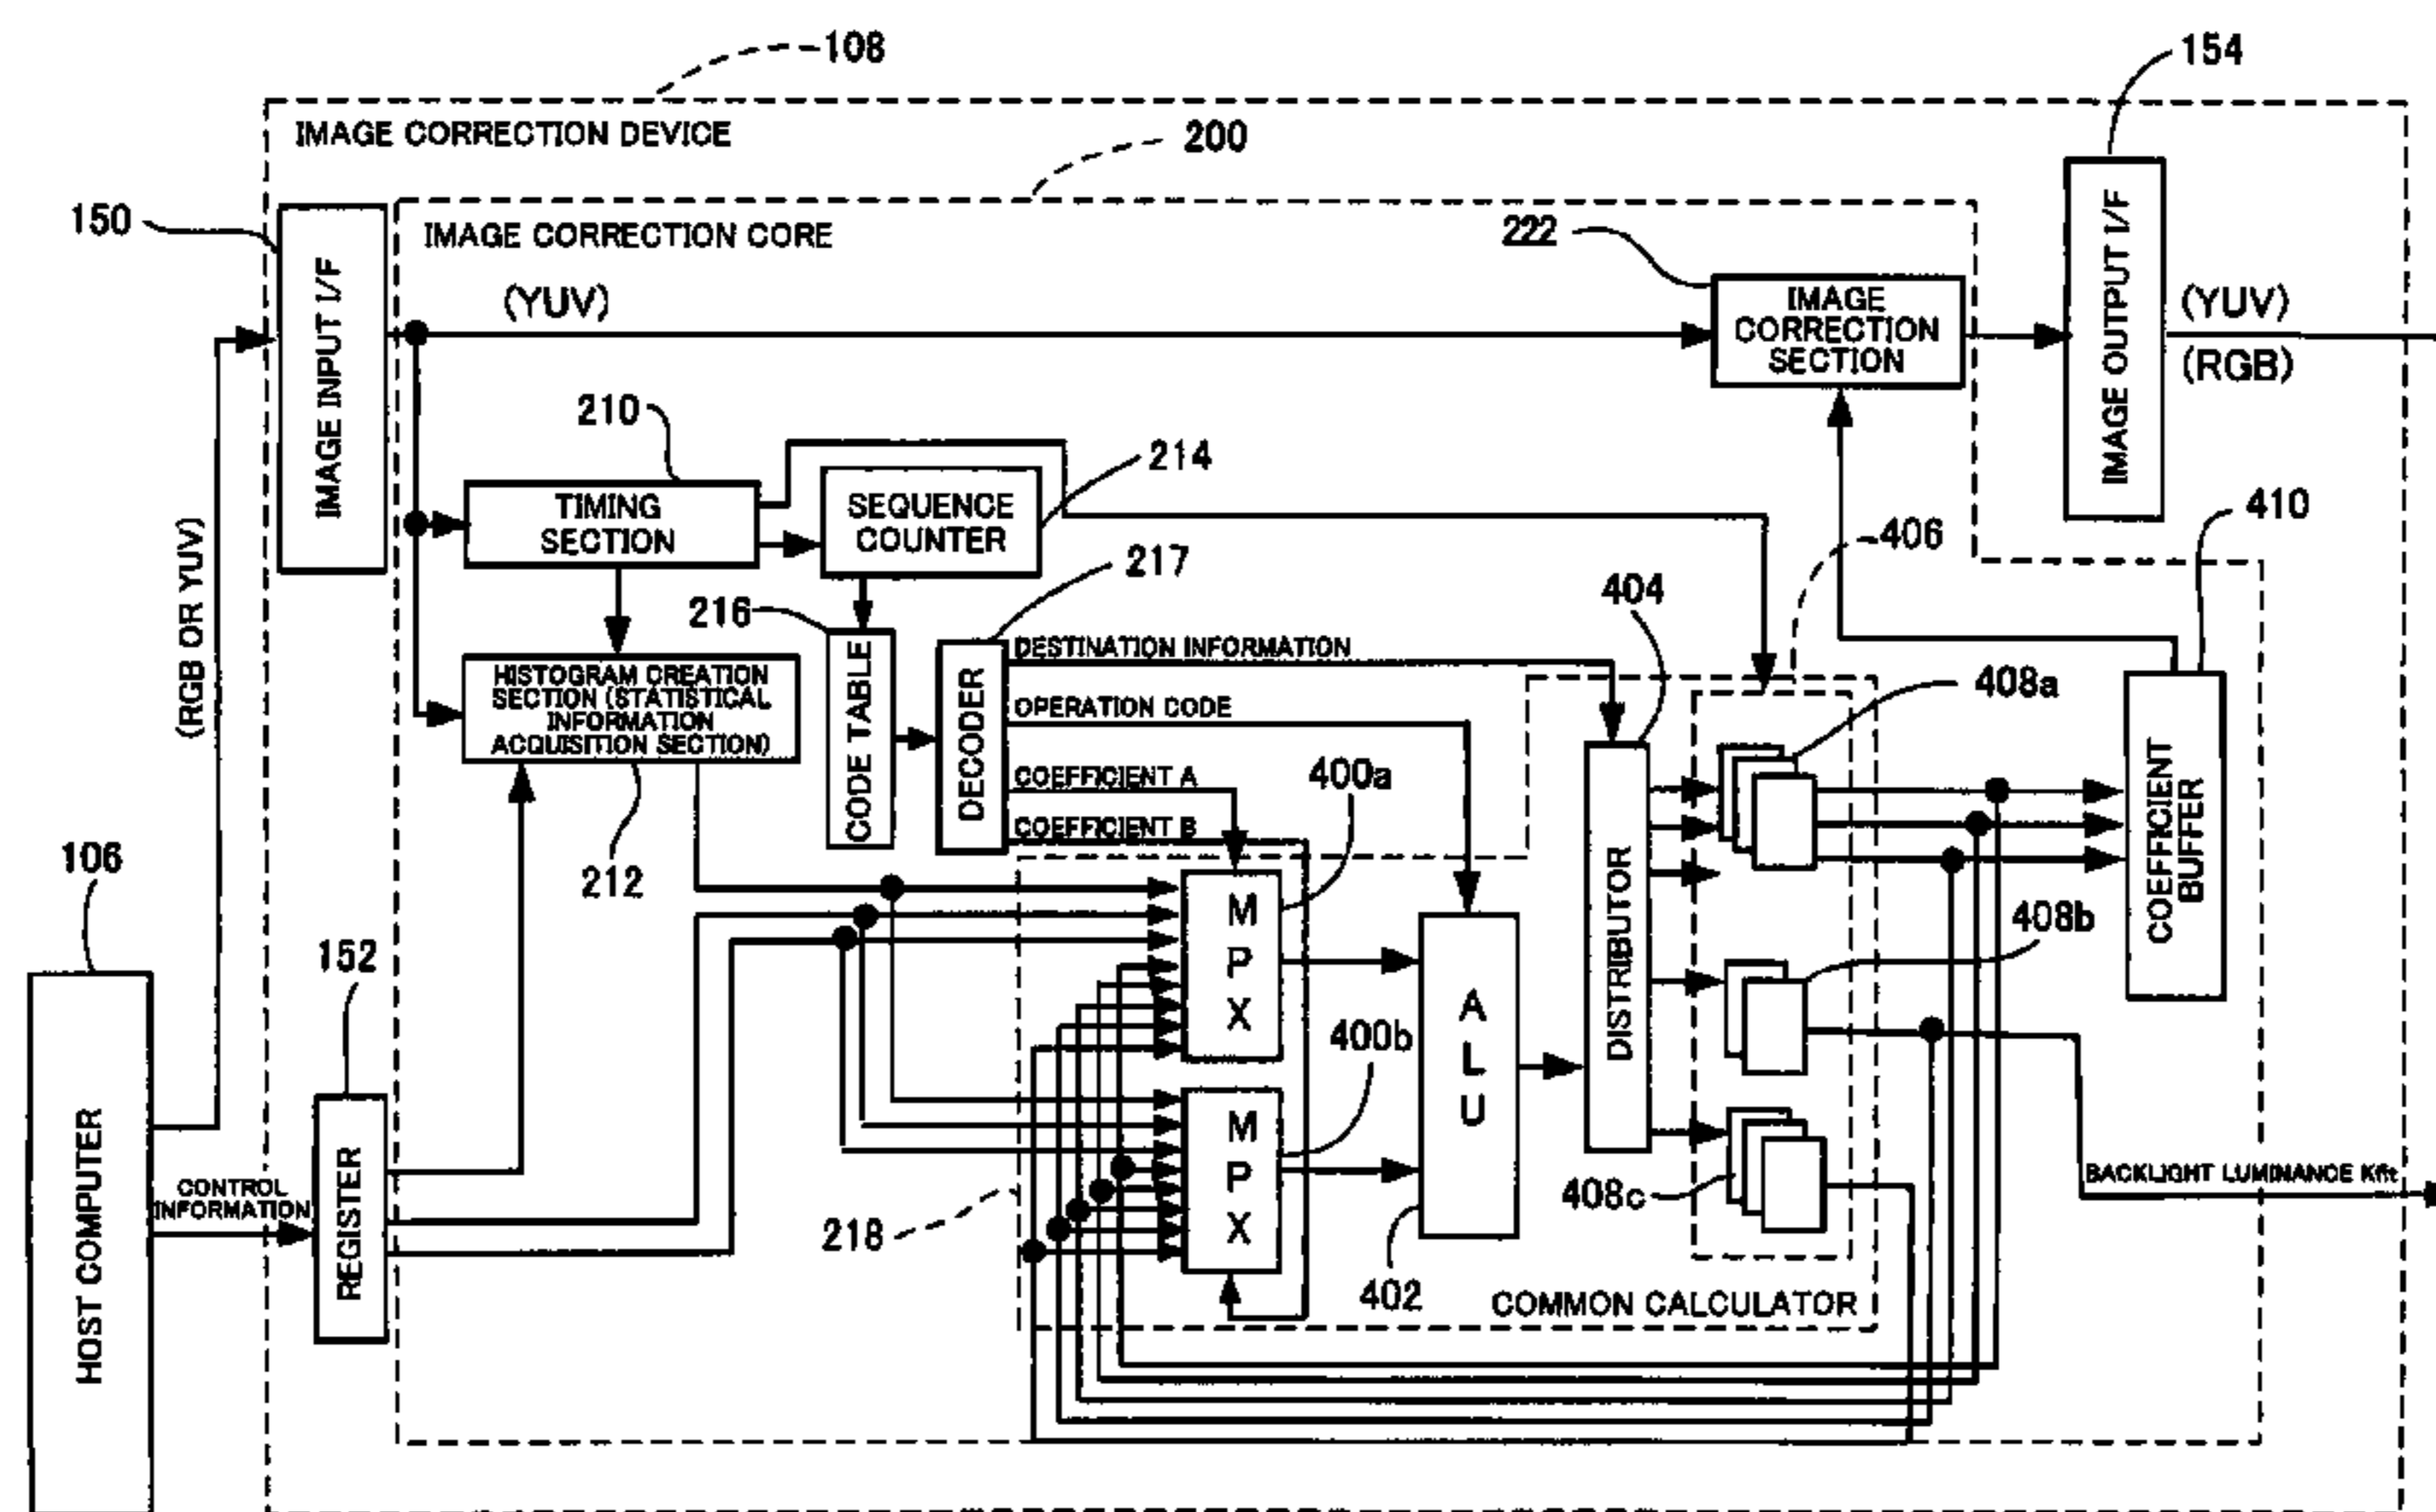 108
154
IMAGE CORRECTION DEVICE
200
150
IMAGE CORRECTION CORE
222
IMAGE INPUT I/F
(YUV)
IMAGE
CORRECTION
SECTION
IMAGE OUTPUT I/F
(YUV)
(RGB)
210
214
TIMING
SECTION
SEQUENCE
COUNTER
410
406
217
404
216
(RGB OR YUV)
HISTOGRAM CREATION
SECTION (STATISTICAL
INFORMATION
ACQUISITION SECTION)
CODE TABLE
DECODER
DESTINATION INFORMATION
OPERATION CODE
COEFFICIENT A
COEFFICIENT B
408a
400a
COEFFICIENT
BUFFER
106
212
408b
152
MPX
DISTRIBUTOR
ALU
400b
HOST COMPUTER
CONTROL
INFORMATION
REGISTER
MPX
218
408c
BACKLIGHT LUMINANCE Kflt
402
COMMON CALCULATOR